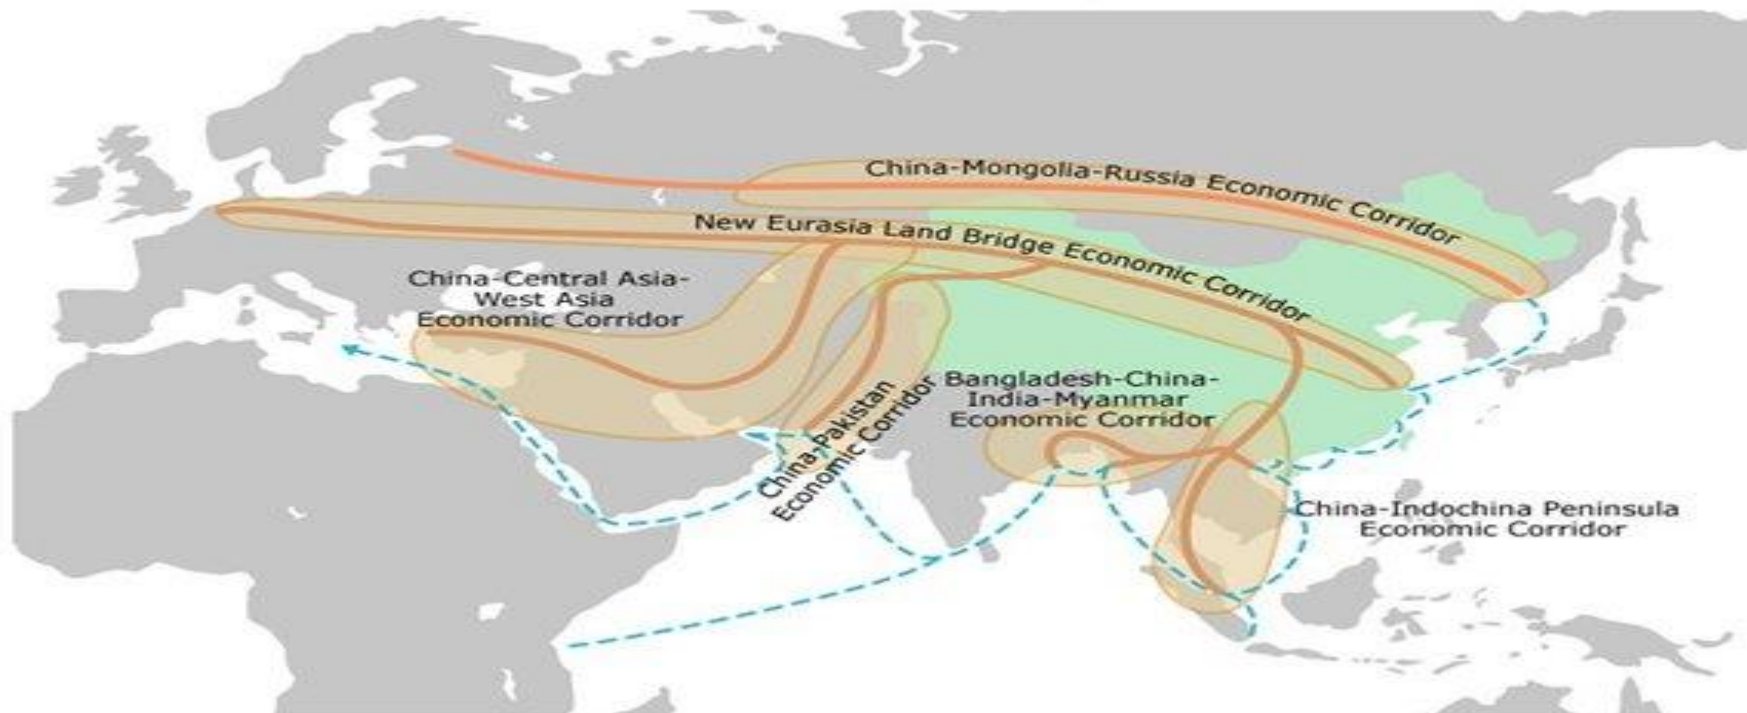 China-Mongolia-Russia Economic Corridor
New Eurasia Land Bridge Economic Corridor
China-Central Asia-
West Asia
Economic Corridor
China-Pakistan
Economic Corridor
Bangladesh-China-
India-Myanmar
Economic Corridor
China-Indochina Peninsula
Economic Corridor